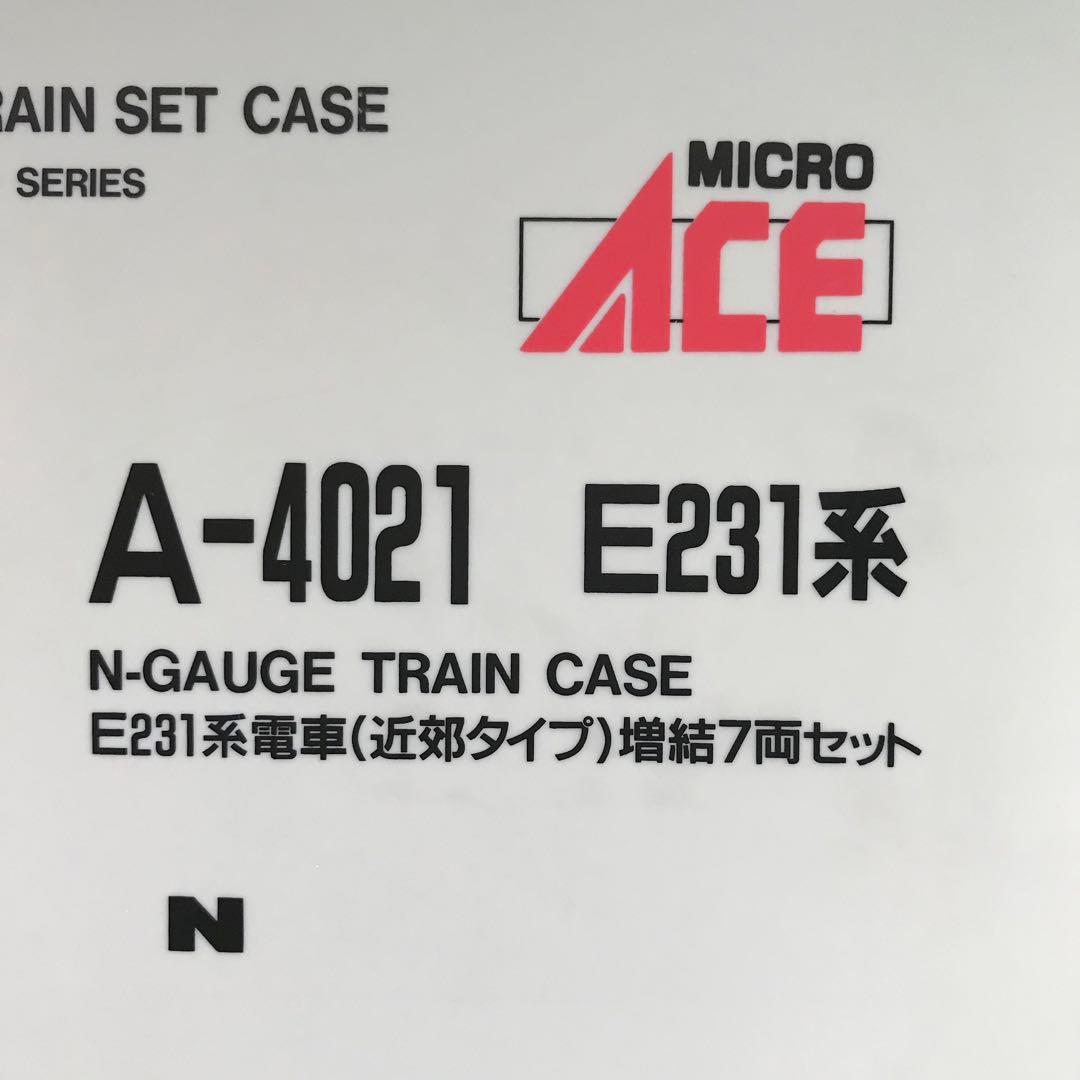 RAIN SET CASE
SERIES
MICRO
ACE
A-4021 E231系
N-GAUGE TRAIN CASE
E231系電車(近郊タイプ)増結7両セット
N